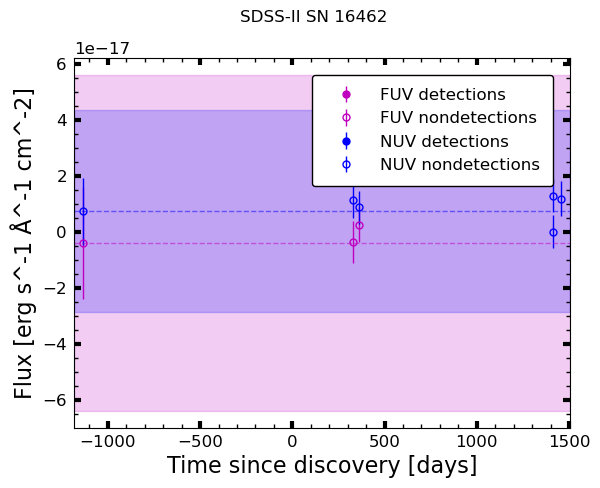 SDSS-II SN 16462
1e−17
6
4
2
0
−2
−4
−6
Flux [erg s^-1 Å^-1 cm^-2]
FUV detections
FUV nondetections
NUV detections
NUV nondetections
−1000 −500 0 500 1000 1500
Time since discovery [days]